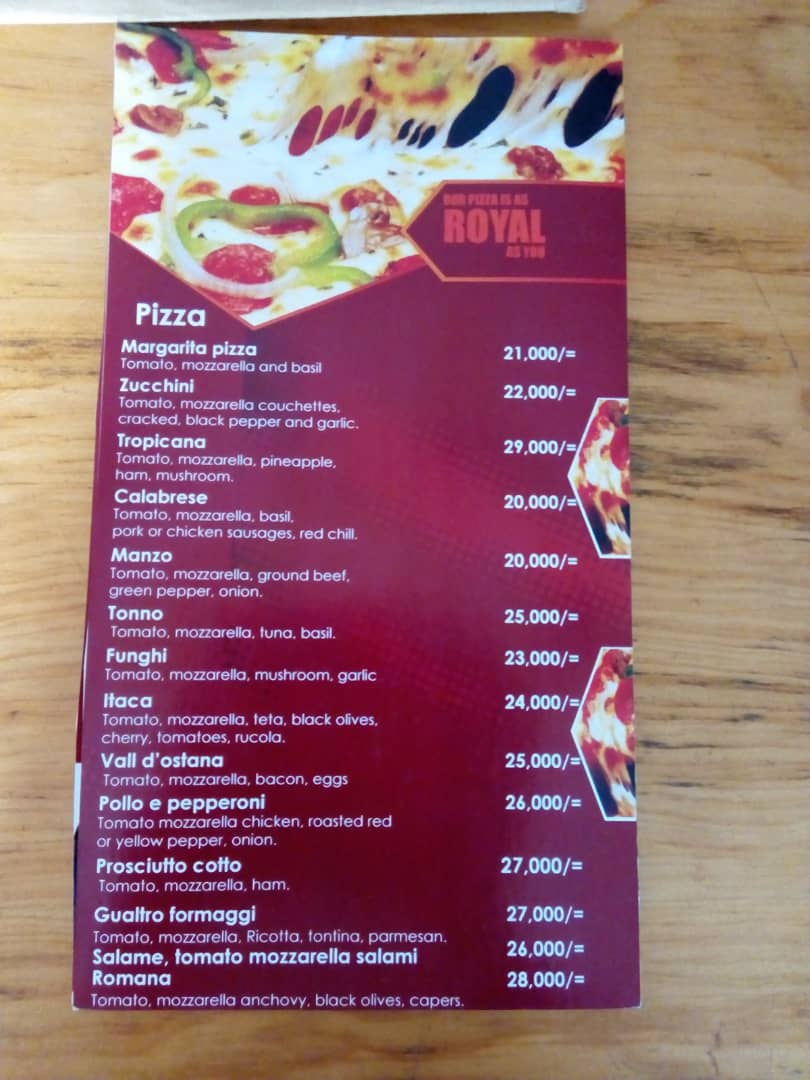 OUR PIZZA IS AS
ROYAL
AS YOU
Pizza
Margarita pizza 21,000/=
Tomato, mozzarella and basil
Zucchini 22,000/=
Tomato, mozzarella couchettes,
cracked, black pepper and garlic.
Tropicana 29,000/=
Tomato, mozzarella, pineapple,
ham, mushroom.
Calabrese 20,000/=
Tomato, mozzarella, basil,
pork or chicken sausages, red chill.
Manzo 20,000/=
Tomato, mozzarella, ground beef,
green pepper, onion.
Tonno 25,000/=
Tomato, mozzarella, tuna, basil.
Funghi 23,000/=
Tomato, mozzarella, mushroom, garlic
Itaca 24,000/=
Tomato, mozzarella, teta, black olives,
cherry, tomatoes, rucola.
Vall d'ostana 25,000/=
Tomato, mozzarella, bacon, eggs
Pollo e pepperoni 26,000/=
Tomato mozzarella chicken, roasted red
or yellow pepper, onion.
Prosciutto cotto 27,000/=
Tomato, mozzarella, ham.
Gualtro formaggi 27,000/=
Tomato, mozzarella, Ricotta, fontina, parmesan.
Salame, tomato mozzarella salami 26,000/=
Romana 28,000/=
Tomato, mozzarella anchovy, black olives, capers.